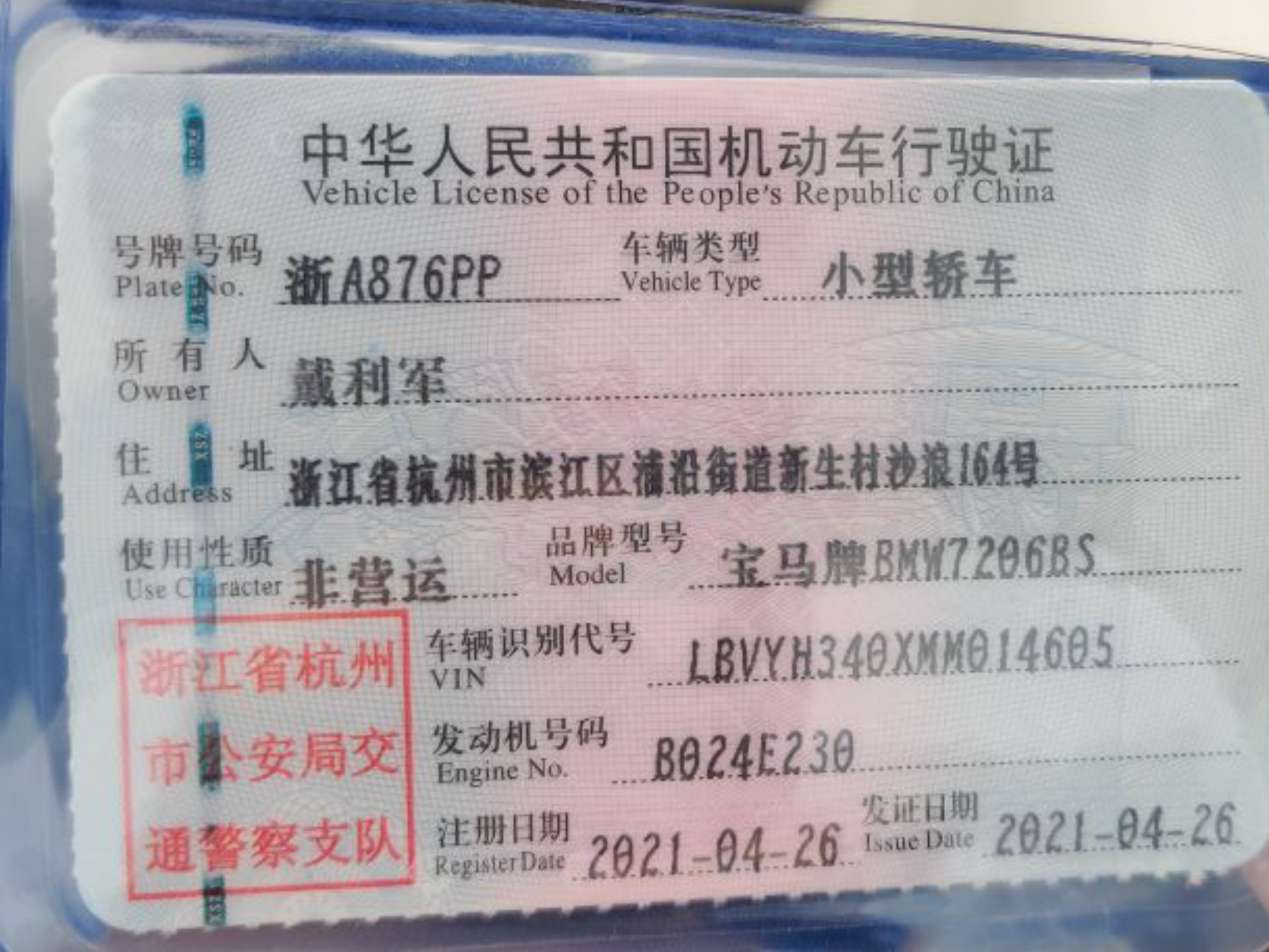 中华人民共和国机动车行驶证
Vehicle License of the People's Republic of China
号牌号码 浙A876PP 车辆类型 小型轿车
Plate No. Vehicle Type
所有人 戴利军
Owner
住址 浙江省杭州市滨江区浦沿街道新生村沙浪164号
Address
使用性质 非营运 品牌型号 宝马牌BMW7206BS
Use Character Model
浙江省杭州
市公安局交
通警察支队
车辆识别代号 LBVYH340XMM014605
VIN
发动机号码 B024E230
Engine No.
注册日期 2021-04-26 发证日期 2021-04-26
Register Date Issue Date